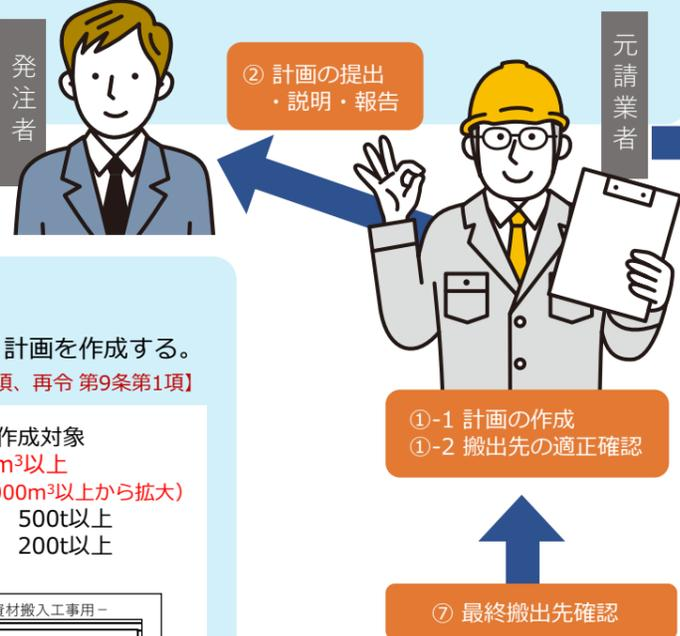 発注者
② 計画の提出
・説明・報告
元請業者
計画を作成する。
項、再令 第9条第1項】
作成対象
m³以上
000m³以上から拡大）
500t以上
200t以上
資材搬入工事用－
①-1 計画の作成
①-2 搬出先の適正確認
⑦ 最終搬出先確認